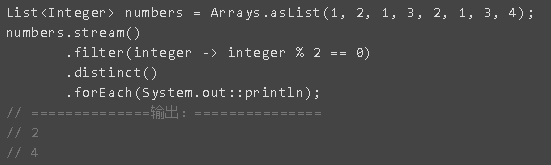 List<Integer> numbers = Arrays.asList(1, 2, 1, 3, 2, 1, 3, 4);
numbers.stream()
        .filter(integer -> integer % 2 == 0)
        .distinct()
        .forEach(System.out::println);
// ==============输出: ===============
// 2
// 4